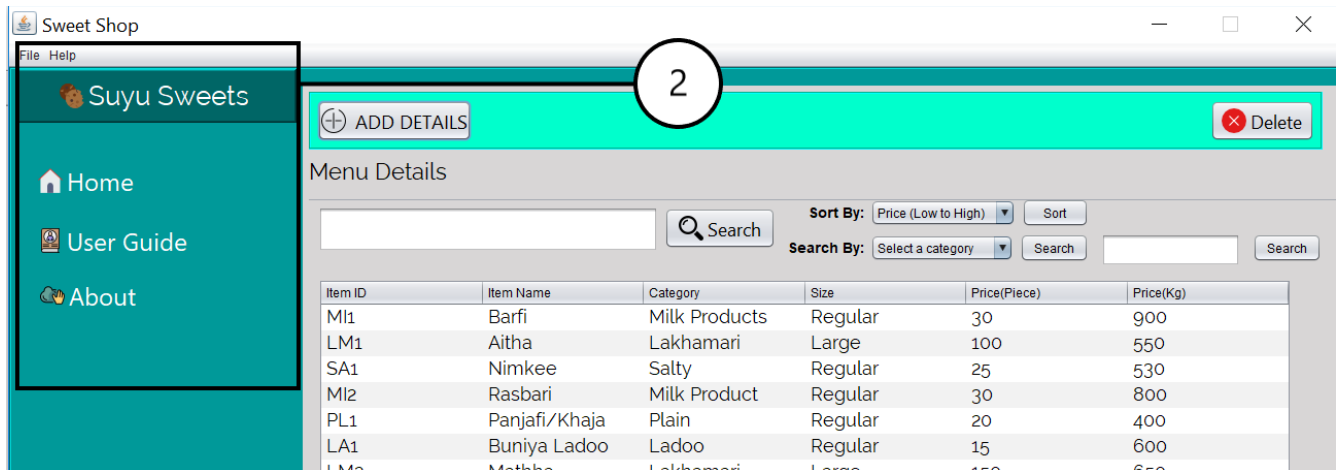 Sweet Shop
File Help
Suyu Sweets
2
ADD DETAILS
Delete
Home
User Guide
About
Menu Details
Search
Sort By: Price (Low to High) Sort
Search By: Select a category Search Search
Item ID Item Name Category Size Price(Piece) Price(Kg)
MI1 Barfi Milk Products Regular 30 900
LM1 Aitha Lakhamari Large 100 550
SA1 Nimkee Salty Regular 25 530
MI2 Rasbari Milk Product Regular 30 800
PL1 Panjafi/Khaja Plain Regular 20 400
LA1 Buniya Ladoo Ladoo Regular 15 600